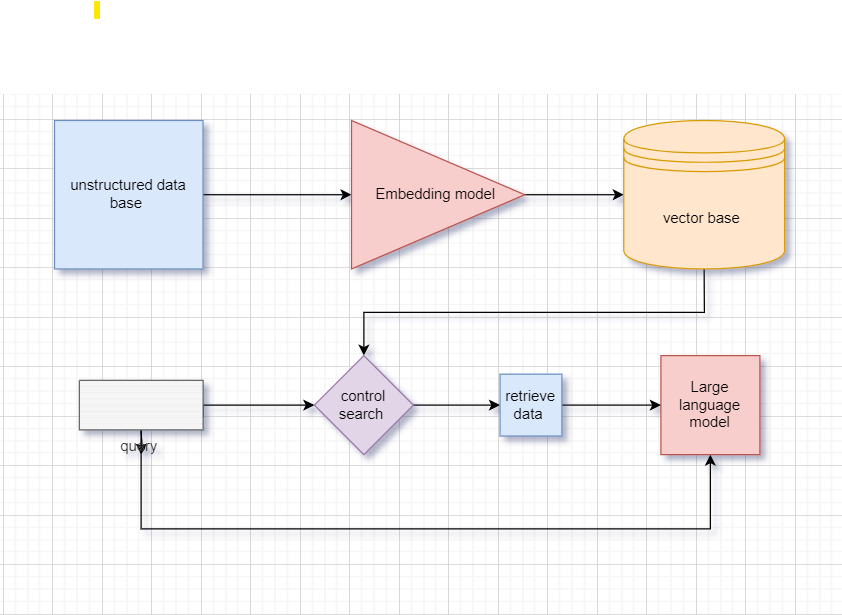 unstructured data
base
Embedding model
vector base
control
search
retrieve
data
Large
language
model
query